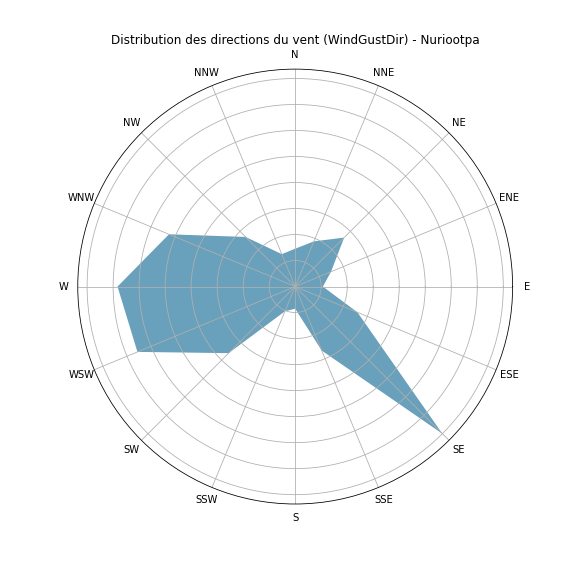 Distribution des directions du vent (WindGustDir) - Nuriootpa
N
NNW
NNE
NW
NE
WNW
ENE
W
E
WSW
ESE
SW
SE
SSW
SSE
S